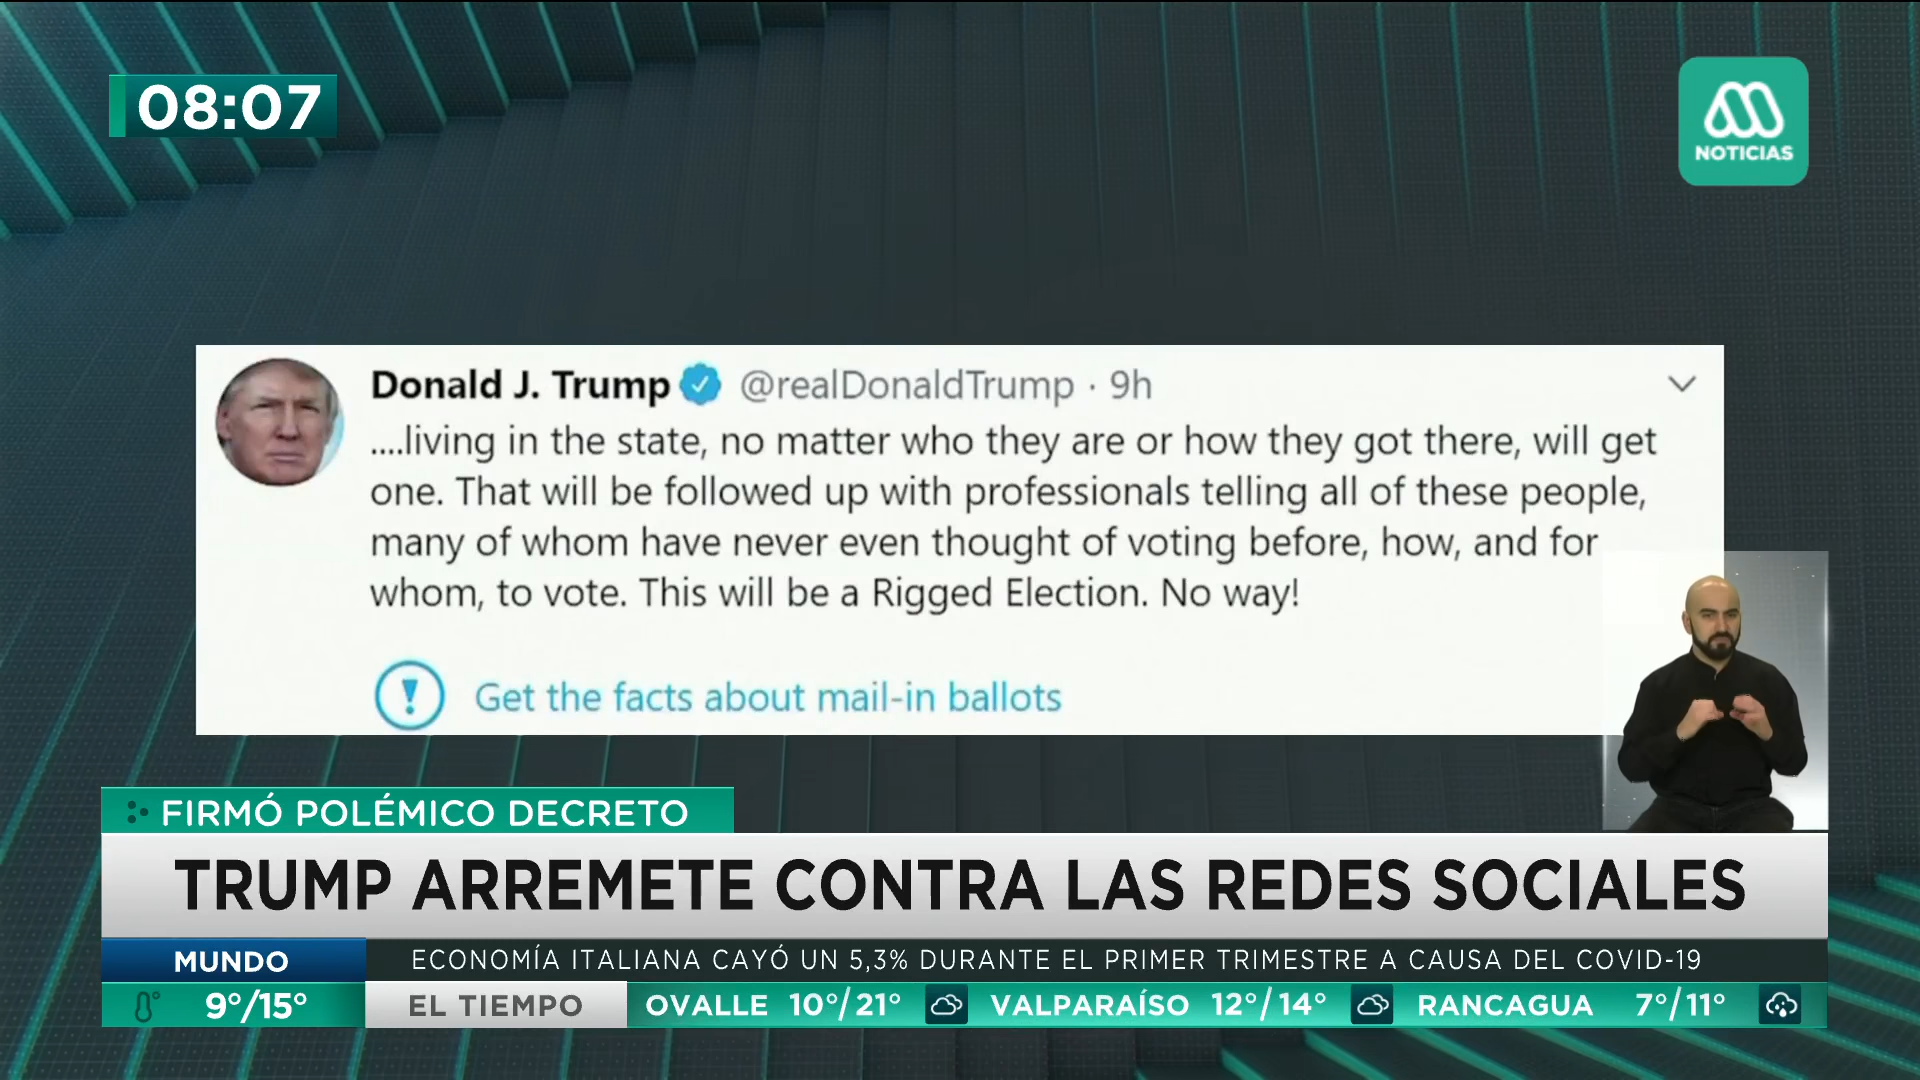 08:07
NOTICIAS
Donald J. Trump @realDonaldTrump · 9h
....living in the state, no matter who they are or how they got there, will get
one. That will be followed up with professionals telling all of these people,
many of whom have never even thought of voting before, how, and for
whom, to vote. This will be a Rigged Election. No way!
Get the facts about mail-in ballots
FIRMÓ POLÉMICO DECRETO
TRUMP ARREMETE CONTRA LAS REDES SOCIALES
MUNDO ECONOMÍA ITALIANA CAYÓ UN 5,3% DURANTE EL PRIMER TRIMESTRE A CAUSA DEL COVID-19
9°/15° EL TIEMPO OVALLE 10°/21° VALPARAÍSO 12°/14° RANCAGUA 7°/11°